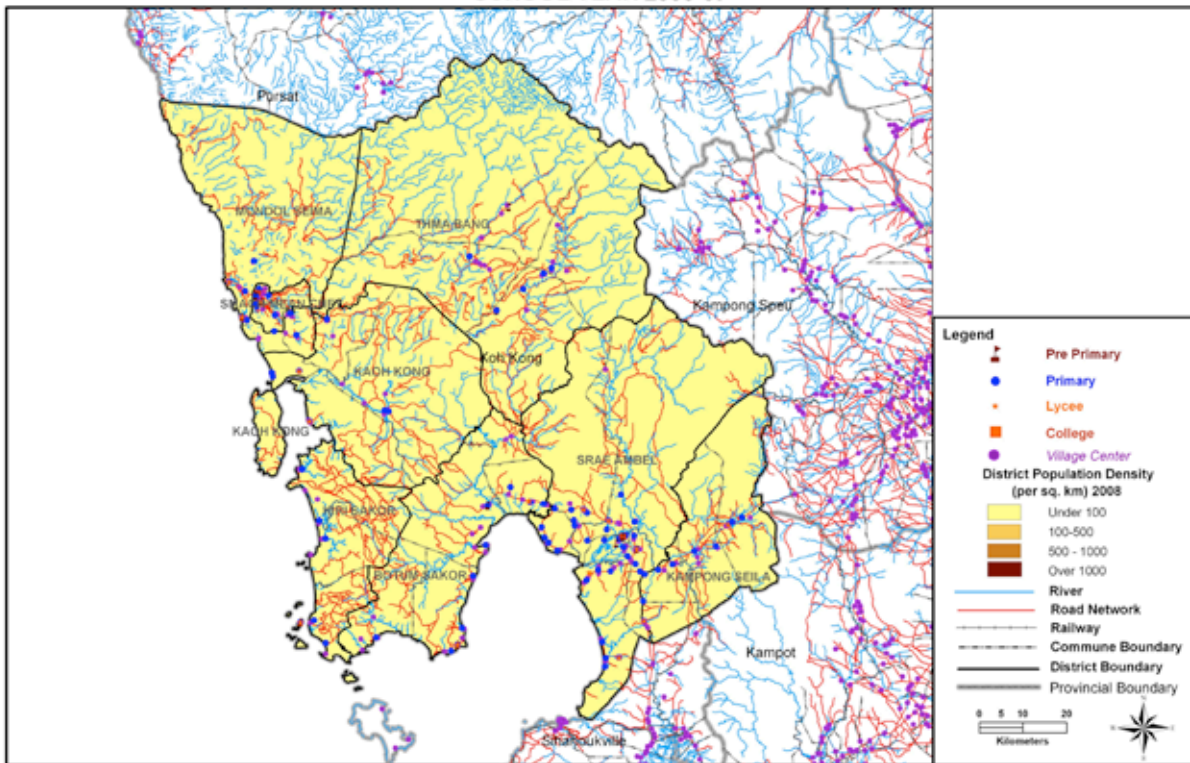 Pursat
MONDOL SEIMA
THMA BANG
Kampong Speu
Koh Kong
KAOH KONG
KAOH KONG
SRAE AMBEL
KIRI SAKOR
BOTUM SAKOR
KAMPONG SEILA
Kampot
Sihanoukville
Legend
Pre Primary
Primary
Lycee
College
Village Center
District Population Density
(per sq. km) 2008
Under 100
100-500
500 - 1000
Over 1000
River
Road Network
Railway
Commune Boundary
District Boundary
Provincial Boundary
0 5 10 20
Kilometers